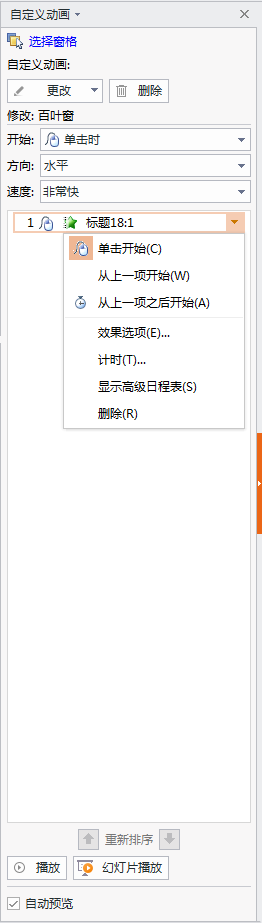 自定义动画
选择窗格
自定义动画:
更改 删除
修改: 百叶窗
开始: 单击时
方向: 水平
速度: 非常快
1 标题18:1
单击开始(C)
从上一项开始(W)
从上一项之后开始(A)
效果选项(E)...
计时(T)...
显示高级日程表(S)
删除(R)
重新排序
播放 幻灯片播放
自动预览